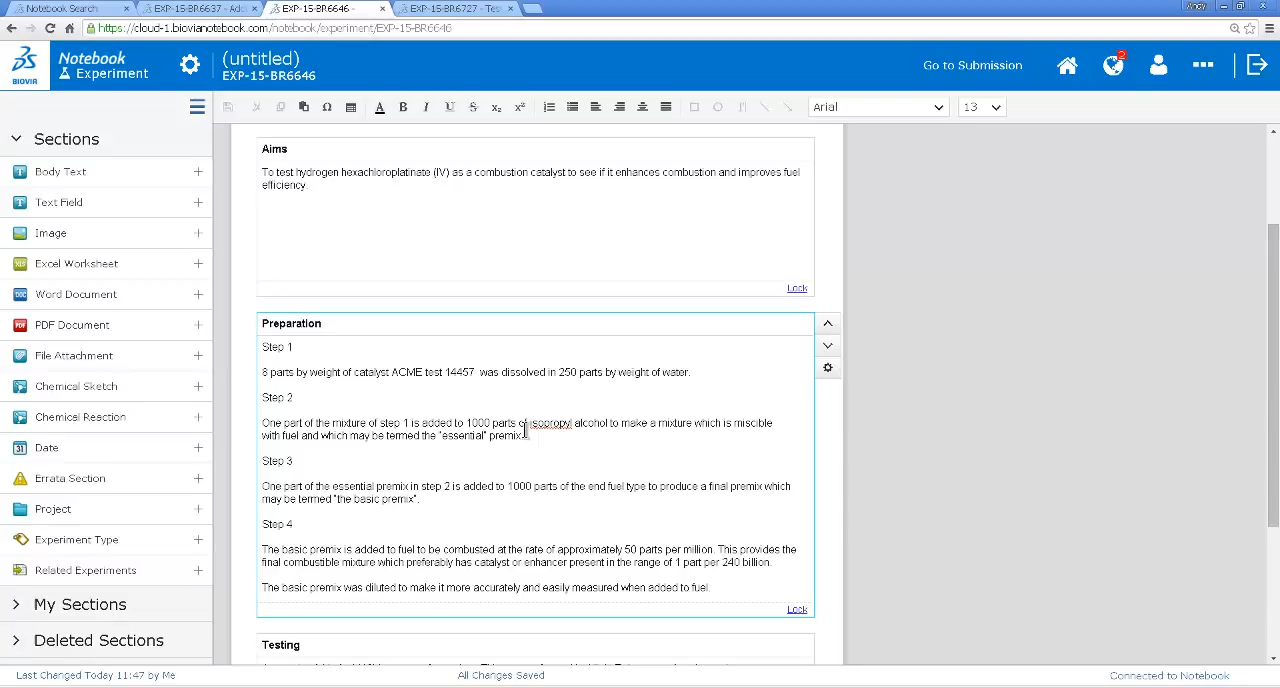 Notebook Search
EXP-15-BR6637 - Ad
EXP-15-BR6646 -
EXP-15-BR6727 - Tes
Andy
https://cloud-1.biovianotebook.com/notebook/experiment/EXP-15-BR6646
BIOVIA
Notebook
Experiment
(untitled)
EXP-15-BR6646
Go to Submission
2
Arial
13
Sections
Body Text
Text Field
Image
Excel Worksheet
Word Document
PDF Document
File Attachment
Chemical Sketch
Chemical Reaction
Date
Errata Section
Project
Experiment Type
Related Experiments
My Sections
Deleted Sections
Aims
To test hydrogen hexachloroplatinate (IV) as a combustion catalyst to see if it enhances combustion and improves fuel
efficiency.
Lock
Preparation
Step 1
8 parts by weight of catalyst ACME test 14457 was dissolved in 250 parts by weight of water.
Step 2
One part of the mixture of step 1 is added to 1000 parts of isopropyl alcohol to make a mixture which is miscible
with fuel and which may be termed the "essential" premix.
Step 3
One part of the essential premix in step 2 is added to 1000 parts of the end fuel type to produce a final premix which
may be termed "the basic premix".
Step 4
The basic premix is added to fuel to be combusted at the rate of approximately 50 parts per million. This provides the
final combustible mixture which preferably has catalyst or enhancer present in the range of 1 part per 240 billion.
The basic premix was diluted to make it more accurately and easily measured when added to fuel.
Lock
Testing
Last Changed Today 11:47 by Me
All Changes Saved
Connected to Notebook